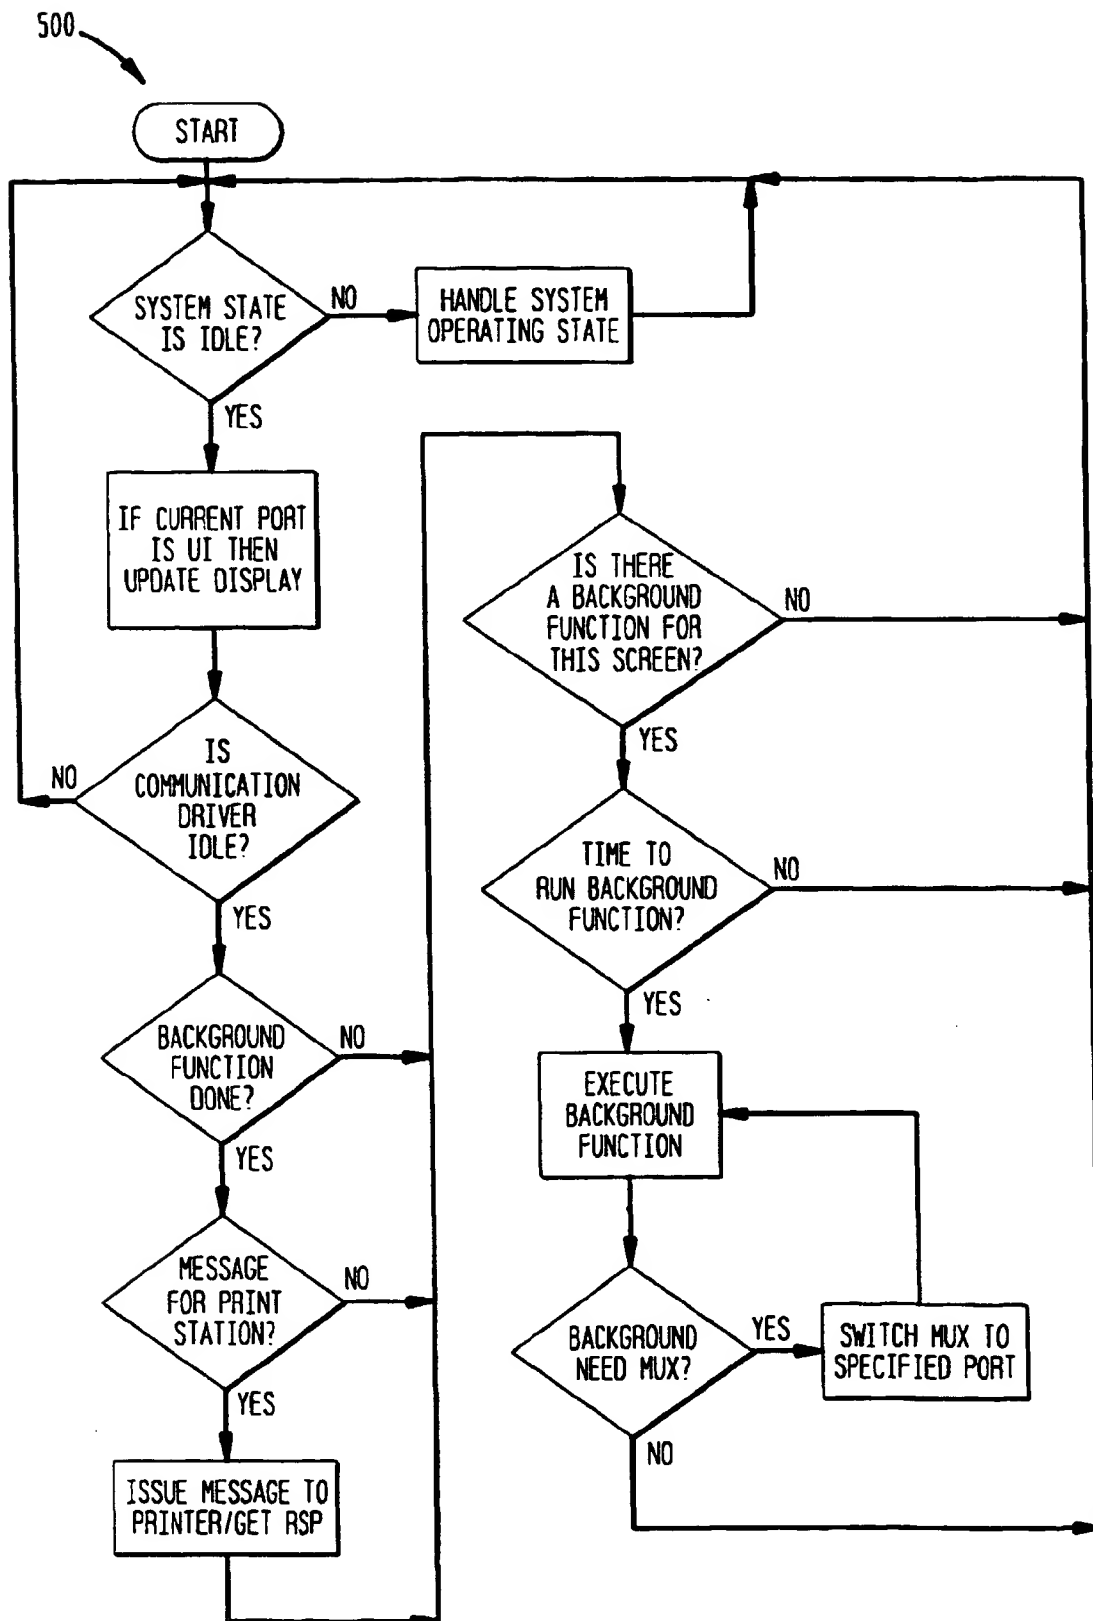 500
START
SYSTEM STATE
IS IDLE?
NO
HANDLE SYSTEM
OPERATING STATE
YES
IF CURRENT PORT
IS UI THEN
UPDATE DISPLAY
IS
COMMUNICATION
DRIVER
IDLE?
NO
YES
BACKGROUND
FUNCTION
DONE?
NO
YES
MESSAGE
FOR PRINT
STATION?
NO
YES
ISSUE MESSAGE TO
PRINTER/GET RSP
IS THERE
A BACKGROUND
FUNCTION FOR
THIS SCREEN?
NO
YES
TIME TO
RUN BACKGROUND
FUNCTION?
NO
YES
EXECUTE
BACKGROUND
FUNCTION
BACKGROUND
NEED MUX?
YES
SWITCH MUX TO
SPECIFIED PORT
NO